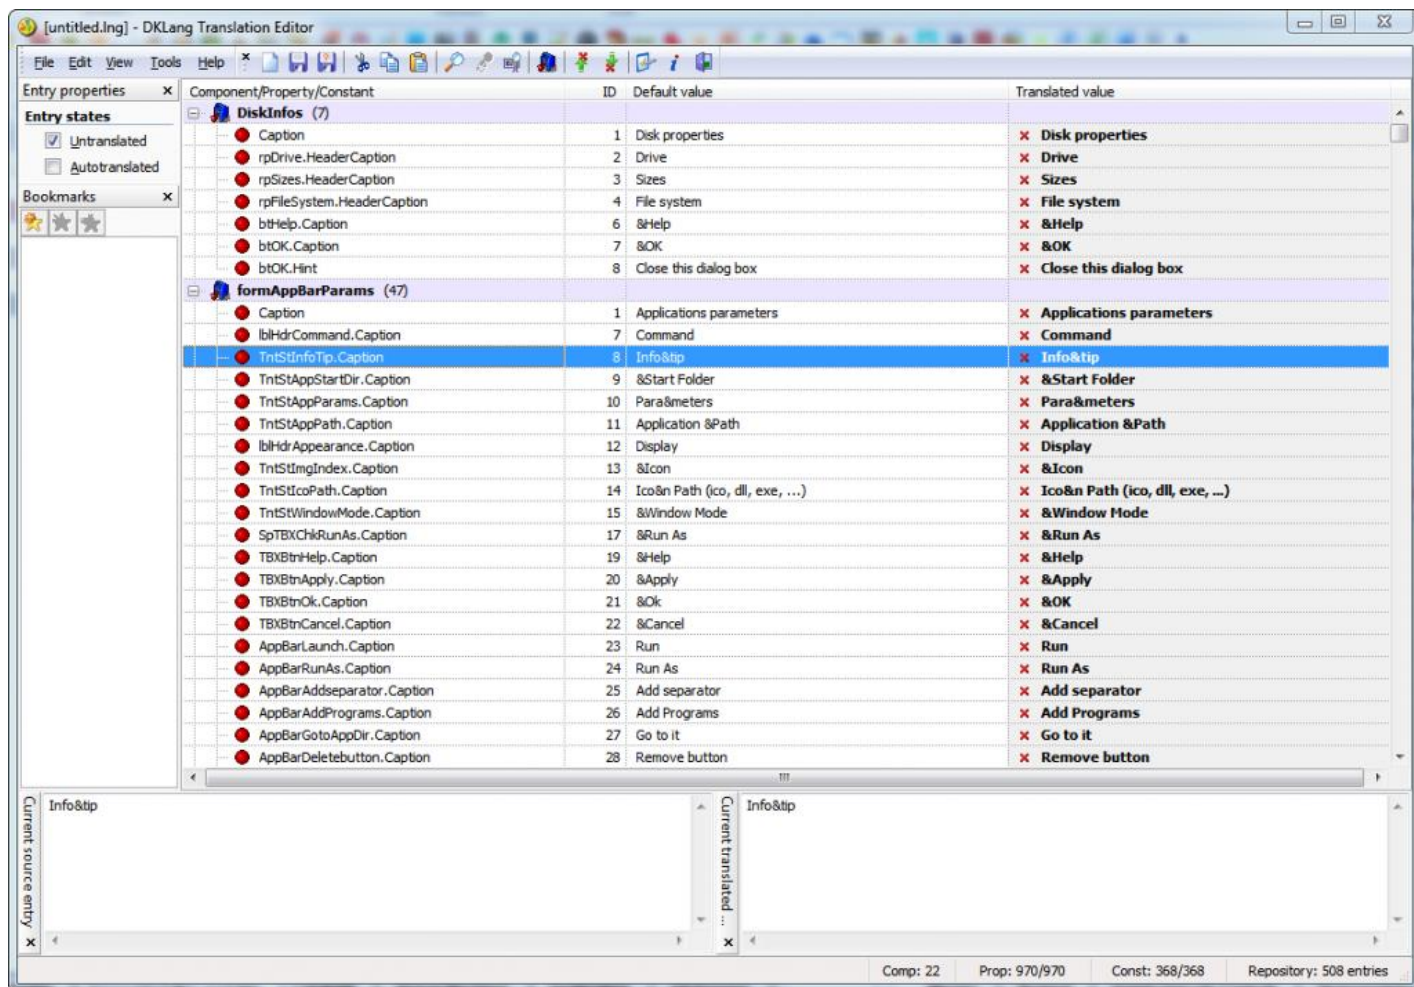 [untitled.lng] - DKLang Translation Editor
File Edit View Tools Help
Entry properties
Entry states
Untranslated
Autotranslated
Bookmarks
Component/Property/Constant ID Default value Translated value
DiskInfos (7)
Caption 1 Disk properties Disk properties
rpDrive.HeaderCaption 2 Drive Drive
rpSizes.HeaderCaption 3 Sizes Sizes
rpFileSystem.HeaderCaption 4 File system File system
btHelp.Caption 6 &Help &Help
btOK.Caption 7 &OK &OK
btOK.Hint 8 Close this dialog box Close this dialog box
formAppBarParams (47)
Caption 1 Applications parameters Applications parameters
lblHdrCommand.Caption 7 Command Command
TntStInfoTip.Caption 8 Info&tip Info&tip
TntStAppStartDir.Caption 9 &Start Folder &Start Folder
TntStAppParams.Caption 10 Para&meters Para&meters
TntStAppPath.Caption 11 Application &Path Application &Path
lblHdrAppearance.Caption 12 Display Display
TntStImgIndex.Caption 13 &Icon &Icon
TntStIcoPath.Caption 14 Ico&n Path (ico, dll, exe, ...) Ico&n Path (ico, dll, exe, ...)
TntStWindowMode.Caption 15 &Window Mode &Window Mode
SpTBXChkRunAs.Caption 17 &Run As &Run As
TBXBtnHelp.Caption 19 &Help &Help
TBXBtnApply.Caption 20 &Apply &Apply
TBXBtnOk.Caption 21 &Ok &OK
TBXBtnCancel.Caption 22 &Cancel &Cancel
AppBarLaunch.Caption 23 Run Run
AppBarRunAs.Caption 24 Run As Run As
AppBarAddseparator.Caption 25 Add separator Add separator
AppBarAddPrograms.Caption 26 Add Programs Add Programs
AppBarGotoAppDir.Caption 27 Go to it Go to it
AppBarDeletebutton.Caption 28 Remove button Remove button
Current source entry
Info&tip
Current translated ...
Info&tip
Comp: 22 Prop: 970/970 Const: 368/368 Repository: 508 entries